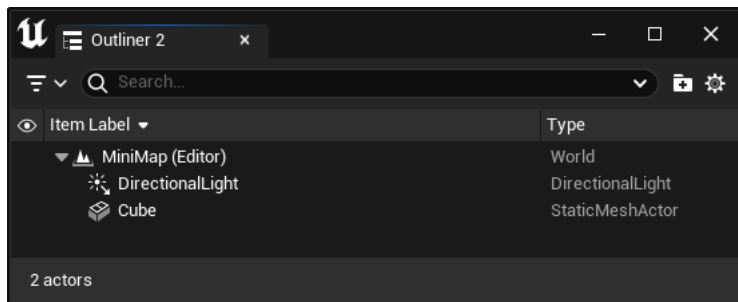 Outliner 2
Search...
Item Label Type
MiniMap (Editor) World
DirectionalLight DirectionalLight
Cube StaticMeshActor
2 actors